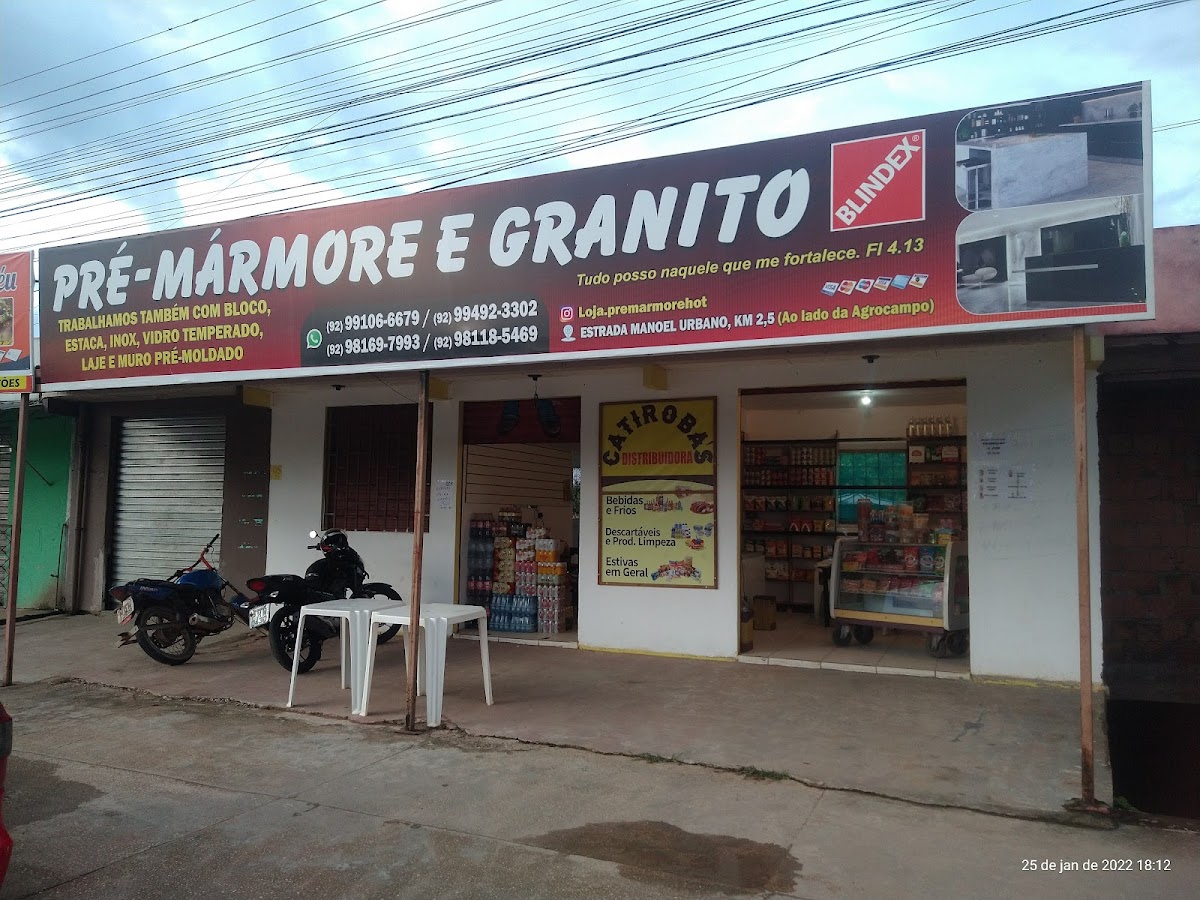 PRÉ-MÁRMORE E GRANITO
BLINDEX®
Tudo posso naquele que me fortalece. FI 4.13
TRABALHAMOS TAMBÉM COM BLOCO,
ESTACA, INOX, VIDRO TEMPERADO,
LAJE E MURO PRÉ-MOLDADO
(92) 99106-6679 / (92) 99492-3302
(92) 98169-7993 / (92) 98118-5469
Loja.premarmorehot
ESTRADA MANOEL URBANO, KM 2,5 (Ao lado da Agrocampo)
VISA
CATIROBAS
DISTRIBUIDORA
Bebidas
e Frios
Descartáveis
e Prod. Limpeza
Estivas
em Geral
25 de jan de 2022 18:12